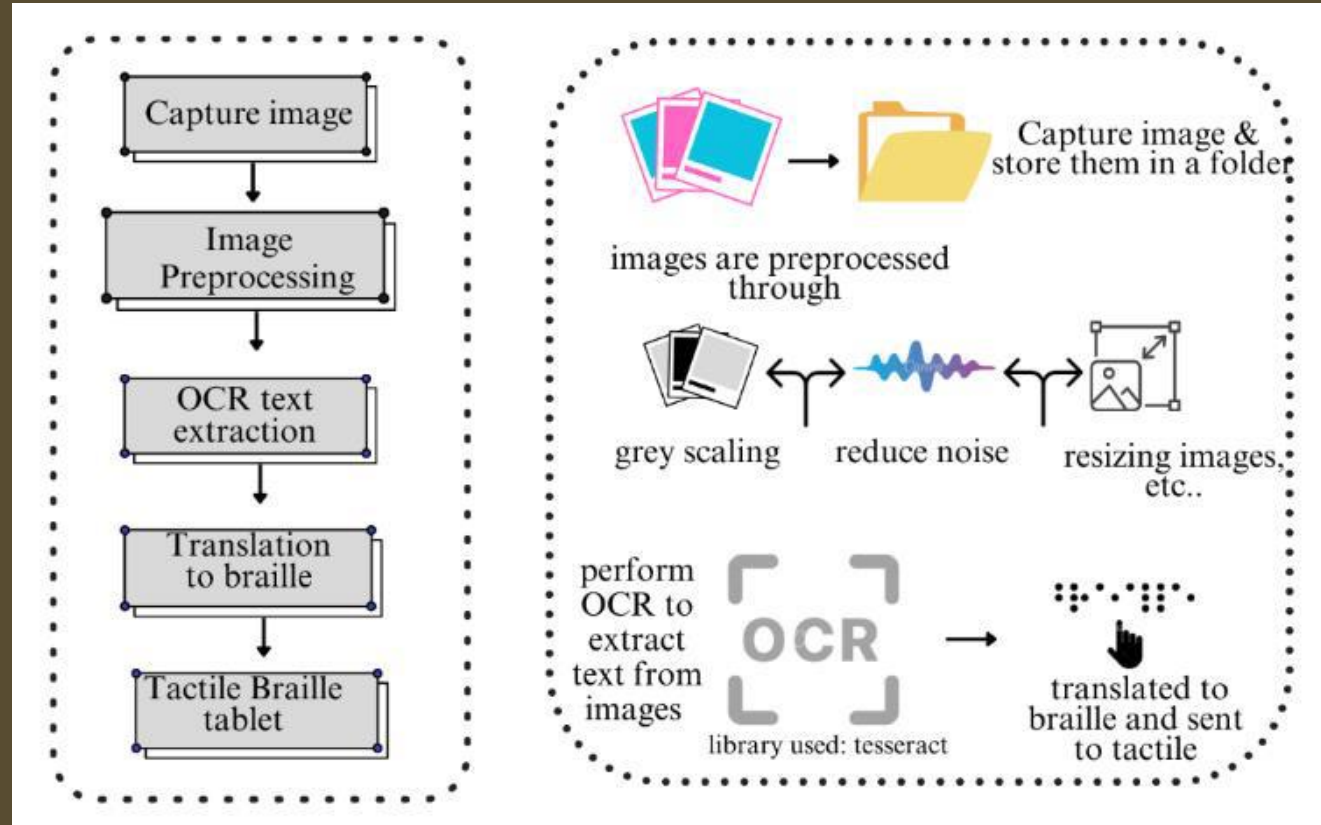 Capture image
Image
Preprocessing
OCR text
extraction
Translation
to braille
Tactile Braille
tablet
Capture image &
store them in a folder
images are preprocessed
through
grey scaling
reduce noise
resizing images,
etc..
perform
OCR to
extract
text from
images
OCR
library used: tesseract
translated to
braille and sent
to tactile